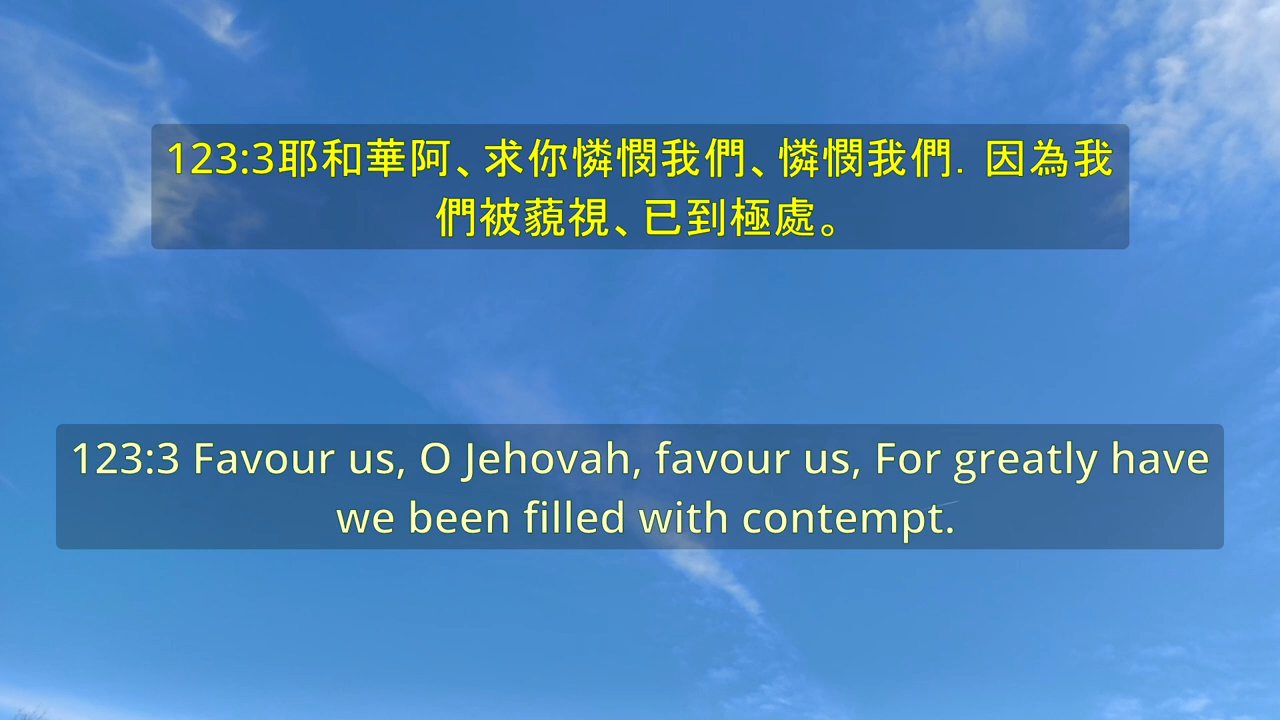 123:3耶和華阿、求你憐憫我們、憐憫我們．因為我
們被藐視、已到極處。
123:3 Favour us, O Jehovah, favour us, For greatly have
we been filled with contempt.